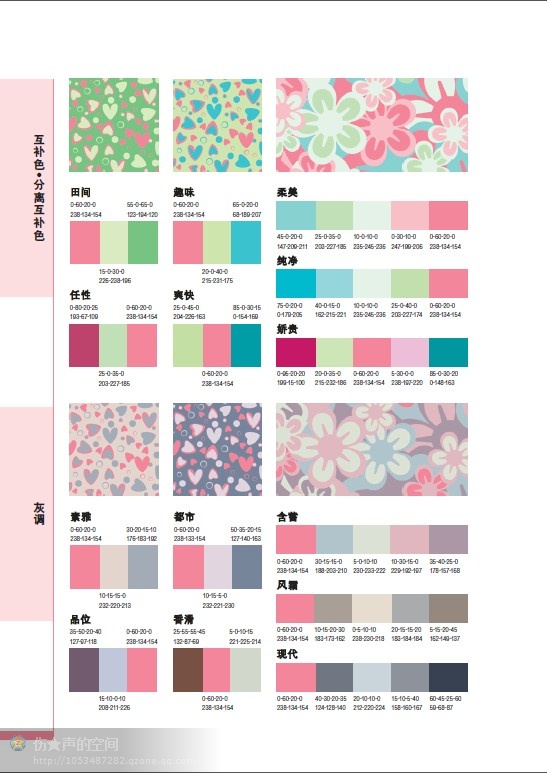 互补色•分离互补色
田间
0-60-20-0 55-0-65-0
238-134-154 123-194-120
15-0-30-0
226-238-195
趣味
0-60-20-0 65-0-20-0
238-134-154 68-189-207
20-0-40-0
215-231-175
柔美
45-0-20-0 25-0-35-0 10-0-10-0 0-30-10-0 0-60-20-0
147-209-211 203-227-185 235-245-236 247-199-206 238-134-154
纯净
75-0-20-0 40-0-15-0 10-0-10-0 25-0-40-0 0-60-20-0
0-179-205 162-215-221 235-245-236 203-227-174 238-134-154
任性
0-80-20-25 0-60-20-0
193-67-109 238-134-154
25-0-35-0
203-227-185
爽快
25-0-45-0 85-0-30-15
204-226-163 0-154-169
0-60-20-0
238-134-154
娇贵
0-95-20-20 20-0-35-0 0-60-20-0 5-30-0-0 85-0-30-20
199-15-100 215-232-186 238-134-154 238-197-220 0-148-163
灰调
素雅
0-60-20-0 30-20-15-10
238-134-154 176-183-192
10-15-15-0
232-220-213
都市
0-60-20-0 50-35-20-15
238-133-154 127-140-163
10-15-5-0
232-221-230
含蓄
0-60-20-0 30-15-15-0 5-0-10-10 10-30-15-0 35-40-25-0
238-134-154 188-203-210 230-233-222 229-192-197 178-157-168
风霜
0-60-20-0 10-15-20-30 0-5-10-10 20-15-15-20 5-15-20-45
238-134-154 183-173-162 238-230-218 183-184-184 162-149-137
品位
35-50-20-40 0-60-20-0
127-97-118 238-134-154
15-10-0-10
208-211-226
香滑
25-55-55-45 5-0-10-15
132-87-69 221-225-214
0-60-20-0
238-134-154
现代
0-60-20-0 40-30-20-35 20-10-10-0 15-10-5-40 60-45-25-60
238-134-154 124-128-140 212-220-224 158-160-167 59-68-87
伤★声的空间
http://1053487282.qzone.qq.com